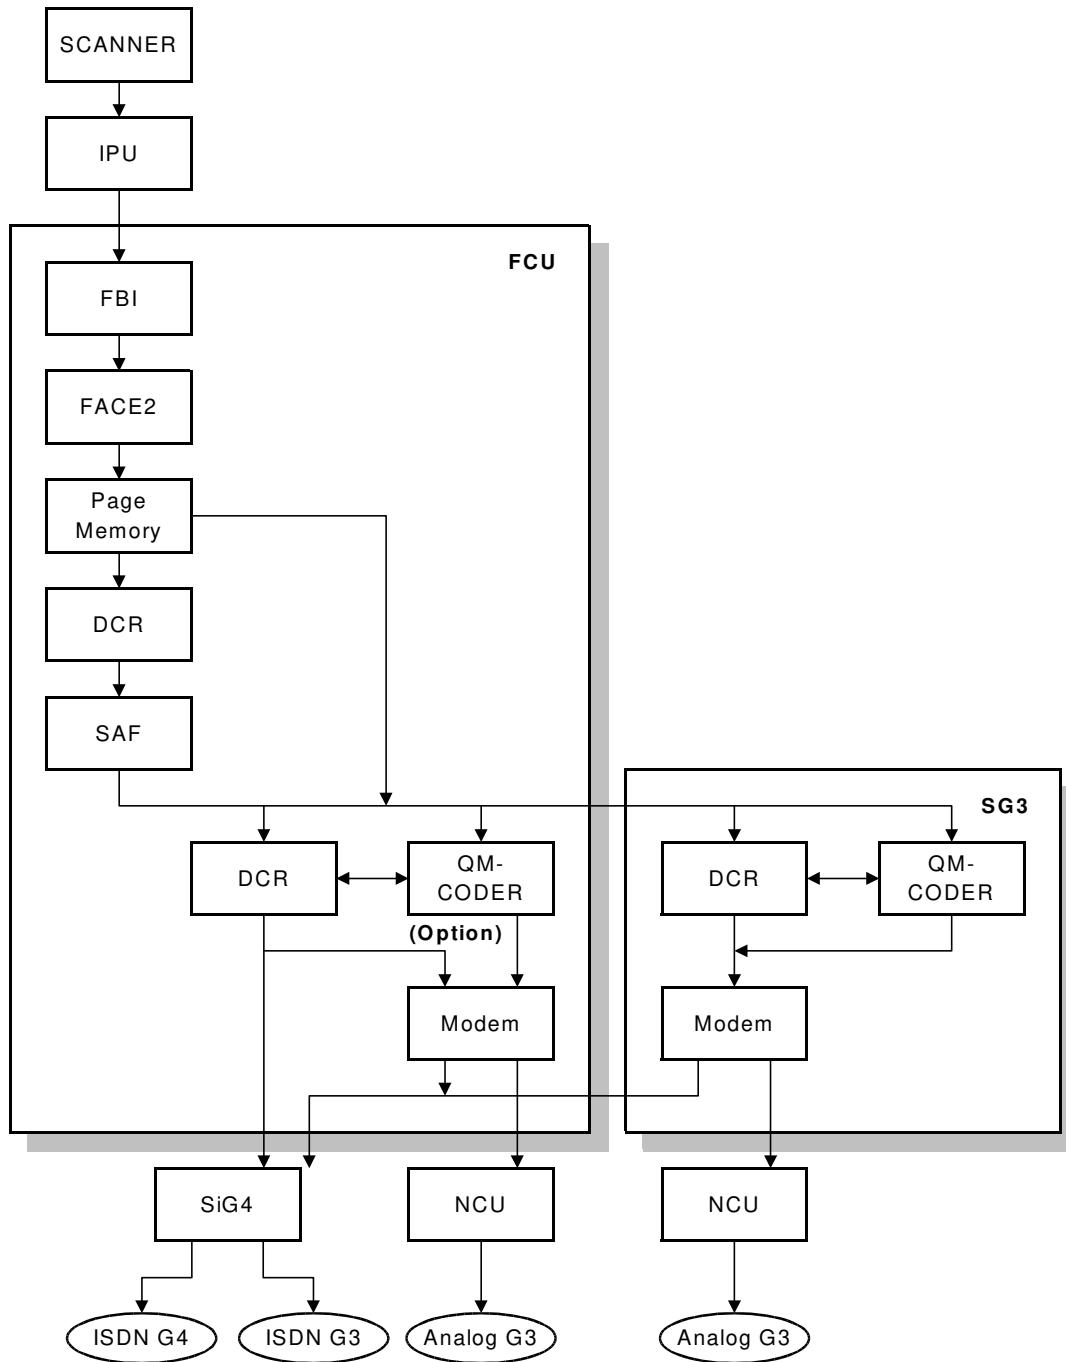 SCANNER
IPU
FCU
FBI
FACE2
Page
Memory
DCR
SAF
SG3
DCR
QM-
CODER
DCR
QM-
CODER
(Option)
Modem
Modem
SiG4
NCU
NCU
ISDN G4
ISDN G3
Analog G3
Analog G3